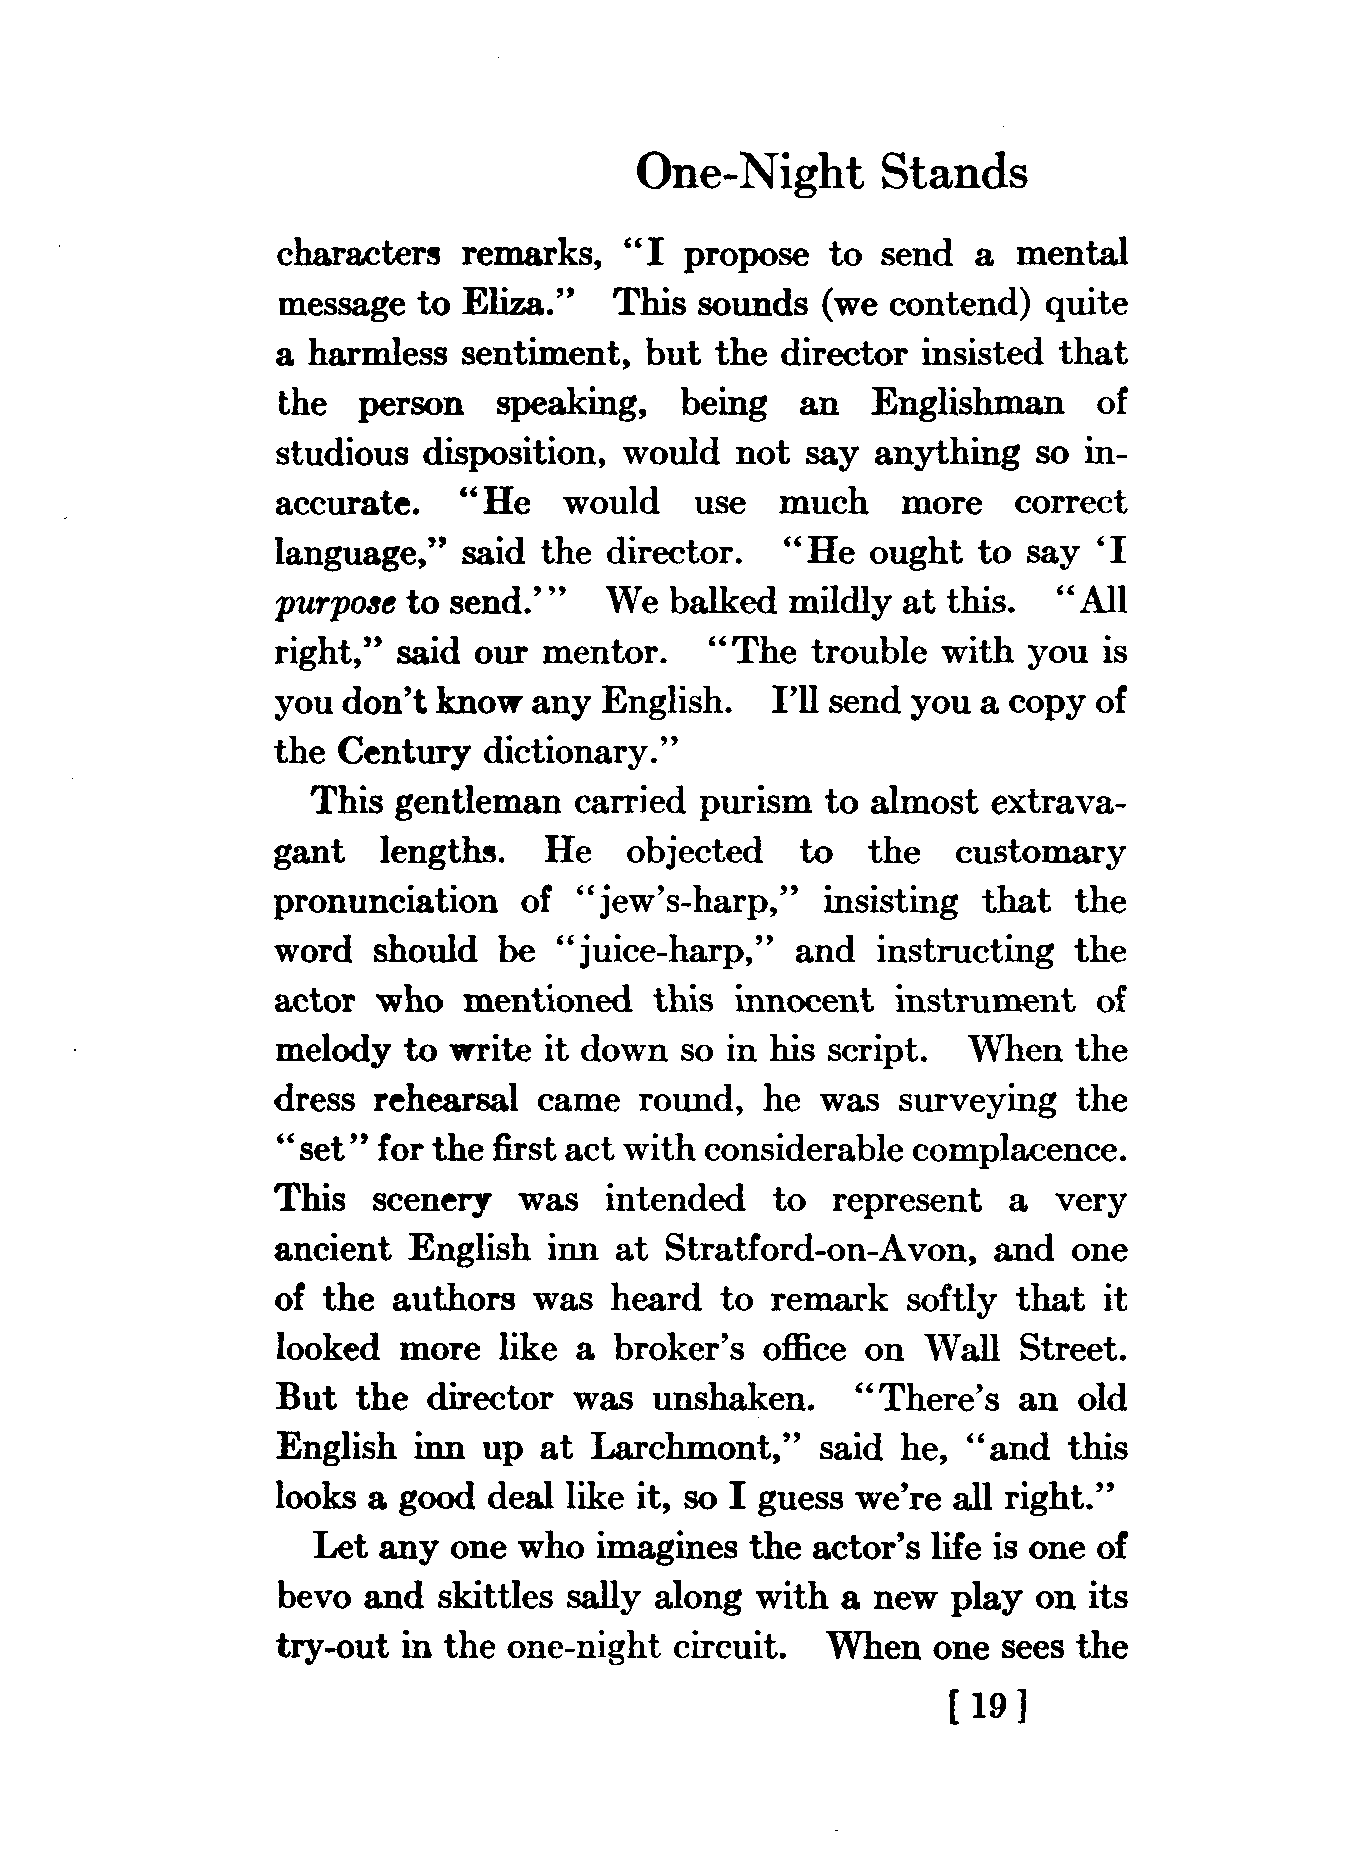 One-Night Stands
characters remarks, “I propose to send a mental
message to Eliza.” This sounds (we contend) quite
a harmless sentiment, but the director insisted that
the person speaking, being an Englishman of
studious disposition, would not say anything so in-
accurate. “He would use much more correct
language,” said the director. “He ought to say ‘I
purpose to send.’” We balked mildly at this. “All
right,” said our mentor. “The trouble with you is
you don’t know any English. I’ll send you a copy of
the Century dictionary.”
This gentleman carried purism to almost extrava-
gant lengths. He objected to the customary
pronunciation of “jew’s-harp,” insisting that the
word should be “juice-harp,” and instructing the
actor who mentioned this innocent instrument of
melody to write it down so in his script. When the
dress rehearsal came round, he was surveying the
“set” for the first act with considerable complacence.
This scenery was intended to represent a very
ancient English inn at Stratford-on-Avon, and one
of the authors was heard to remark softly that it
looked more like a broker’s office on Wall Street.
But the director was unshaken. “There’s an old
English inn up at Larchmont,” said he, “and this
looks a good deal like it, so I guess we’re all right.”
Let any one who imagines the actor’s life is one of
bevo and skittles sally along with a new play on its
try-out in the one-night circuit. When one sees the
[ 19 ]